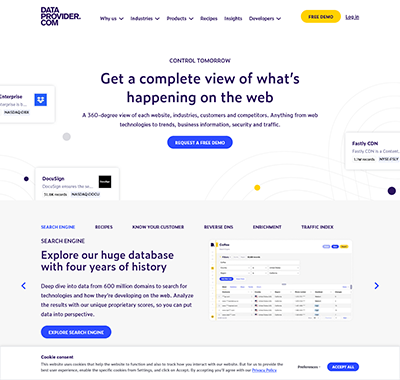 DATA
PROVIDER.
COM
Why us
Industries
Products
Recipes
Insights
Developers
FREE DEMO
Log in
CONTROL TOMORROW
Get a complete view of what's
happening on the web
A 360-degree view of each website, industries, customers and competitors. Anything from web
technologies to trends, business information, security and traffic.
REQUEST A FREE DEMO
Enterprise
NASDAQ:DBX
Fastly CDN
Fastly CDN is a Content
NYSE:FSLY
DocuSign
DocuSign ensures the se
NASDAQ:DOCU
SEARCH ENGINE
RECIPES
KNOW YOUR CUSTOMER
REVERSE DNS
ENRICHMENT
TRAFFIC INDEX
SEARCH ENGINE
Explore our huge database
with four years of history
Deep dive into data from 600 million domains to search for
technologies and how they're developing on the web. Analyze
the results with our unique proprietary scores, so you can put
data into perspective.
EXPLORE SEARCH ENGINE
Cookie consent
This website uses cookies that help the website to function and also to track how you interact with our website. But for us to provide the
best user experience, enable the specific cookies from Settings, and click on Accept. By accepting you'll agree with our Privacy Policy
Preferences
ACCEPT ALL